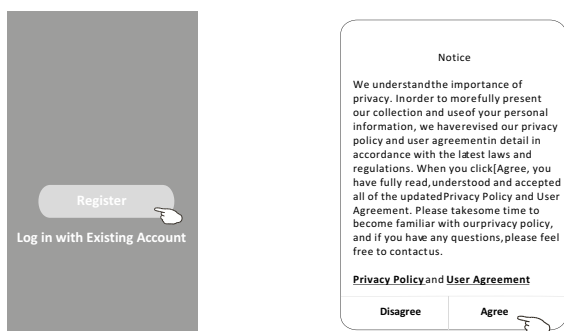 Register
Log in with Existing Account
Notice
We understandthe importance of
privacy. Inorder to morefully present
our collection and useof your personal
information, we haverevised our privacy
policy and user agreementin detail in
accordance with the latest laws and
regulations. When you click[Agree, you
have fully read,understood and accepted
all of the updatedPrivacy Policy and User
Agreement. Please takesome time to
become familiar with ourprivacy policy,
and if you have any questions,please feel
free to contactus.
Privacy Policy and User Agreement
Disagree Agree